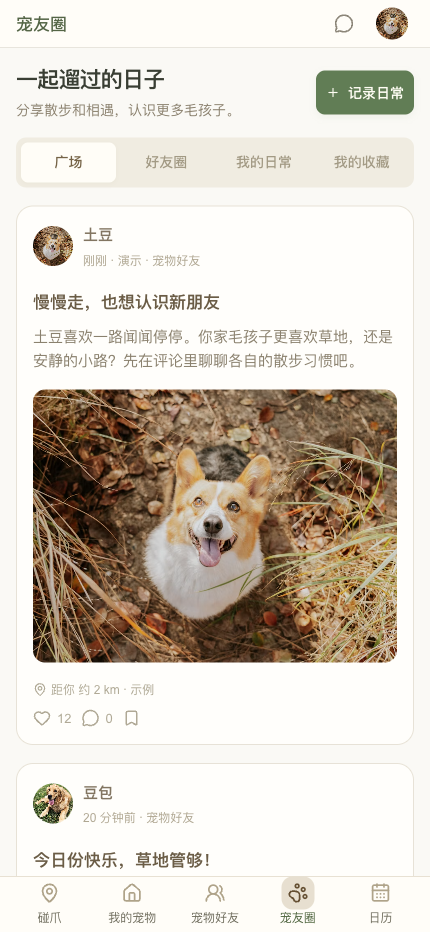 宠友圈
一起遛过的日子
分享散步和相遇，认识更多毛孩子。
+ 记录日常
广场
好友圈
我的日常
我的收藏
土豆
刚刚 · 演示 · 宠物好友
慢慢走，也想认识新朋友
土豆喜欢一路闻闻停停。你家毛孩子更喜欢草地，还是
安静的小路？先在评论里聊聊各自的散步习惯吧。
距你 约 2 km · 示例
12
0
豆包
20 分钟前 · 宠物好友
今日份快乐，草地管够！
碰爪
我的宠物
宠物好友
宠友圈
日历